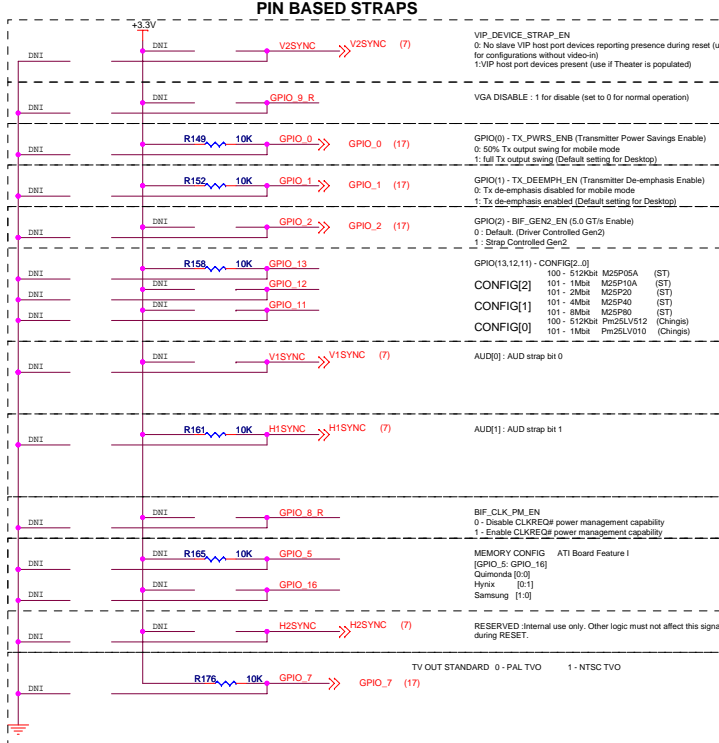 PIN BASED STRAPS
+3.3V
DNI
V2SYNC
V2SYNC (7)
DNI
VIP_DEVICE_STRAP_EN
0: No slave VIP host port devices reporting presence during reset (u
for configurations without video-in)
1:VIP host port devices present (use if Theater is populated)
DNI
GPIO_9_R
DNI
VGA DISABLE : 1 for disable (set to 0 for normal operation)
R149 10K GPIO_0
GPIO_0 (17)
DNI
GPIO(0) - TX_PWRS_ENB (Transmitter Power Savings Enable)
0: 50% Tx output swing for mobile mode
1: full Tx output swing (Default setting for Desktop)
DNI
R152 10K GPIO_1
GPIO_1 (17)
DNI
DNI
GPIO(1) - TX_DEEMPH_EN (Transmitter De-emphasis Enable)
0: Tx de-emphasis disabled for mobile mode
1: Tx de-emphasis enabled (Default setting for Desktop)
DNI
GPIO_2
GPIO_2 (17)
DNI
GPIO(2) - BIF_GEN2_EN (5.0 GT/s Enable)
0 : Default. (Driver Controlled Gen2)
1 : Strap Controlled Gen2
DNI
R158 10K GPIO_13
DNI
DNI
GPIO_12
DNI
DNI
GPIO_11
DNI
GPIO(13,12,11) - CONFIG[2..0]
100 - 512Kbit M25P05A (ST)
CONFIG[2] 101 - 1Mbit M25P10A (ST)
101 - 2Mbit M25P20 (ST)
CONFIG[1] 101 - 4Mbit M25P40 (ST)
101 - 8Mbit M25P80 (ST)
CONFIG[0] 100 - 512Kbit Pm25LV512 (Chingis)
101 - 1Mbit Pm25LV010 (Chingis)
DNI
V1SYNC
V1SYNC (7)
DNI
AUD[0] : AUD strap bit 0
DNI
R161 10K H1SYNC
H1SYNC (7)
DNI
AUD[1] : AUD strap bit 1
DNI
GPIO_8_R
DNI
BIF_CLK_PM_EN
0 - Disable CLKREQ# power management capability
1 - Enable CLKREQ# power management capability
DNI
R165 10K GPIO_5
DNI
DNI
GPIO_16
DNI
MEMORY CONFIG ATI Board Feature I
[GPIO_5: GPIO_16]
Quimonda [0:0]
Hynix [0:1]
Samsung [1:0]
DNI
H2SYNC
H2SYNC (7)
DNI
RESERVED :Internal use only. Other logic must not affect this signa
during RESET.
TV OUT STANDARD 0 - PAL TVO 1 - NTSC TVO
R176 10K GPIO_7
GPIO_7 (17)
DNI